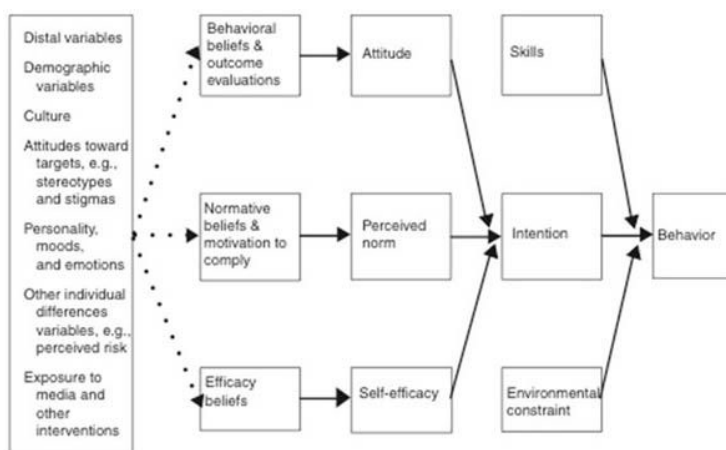 Distal variables
Demographic
variables
Culture
Attitudes toward
targets, e.g.,
stereotypes
and stigmas
Personality,
moods,
and emotions
Other individual
differences
variables, e.g.,
perceived risk
Exposure to
media and
other
interventions
Behavioral
beliefs &
outcome
evaluations
Attitude
Skills
Normative
beliefs &
motivation to
comply
Perceived
norm
Intention
Behavior
Efficacy
beliefs
Self-efficacy
Environmental
constraint